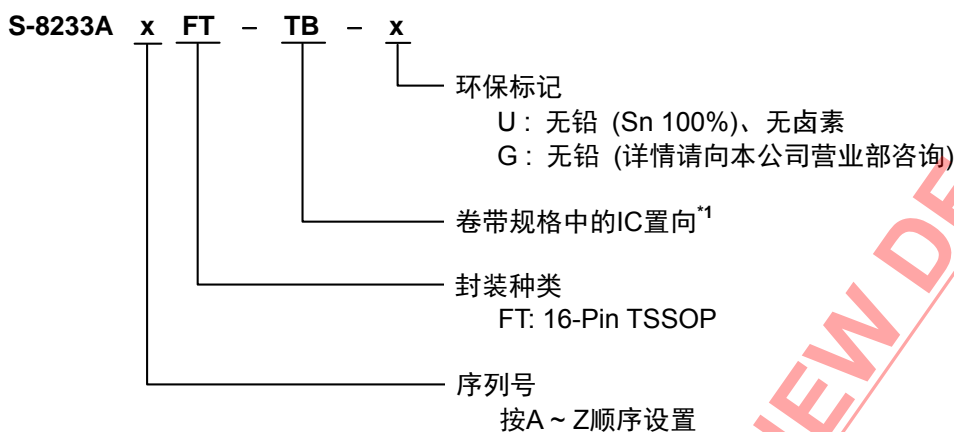 S-8233A x FT – TB – x
环保标记
U : 无铅 (Sn 100%)、无卤素
G : 无铅 (详情请向本公司营业部咨询)
卷带规格中的IC置向*1
封装种类
FT: 16-Pin TSSOP
序列号
按A ~ Z顺序设置
NEW DE